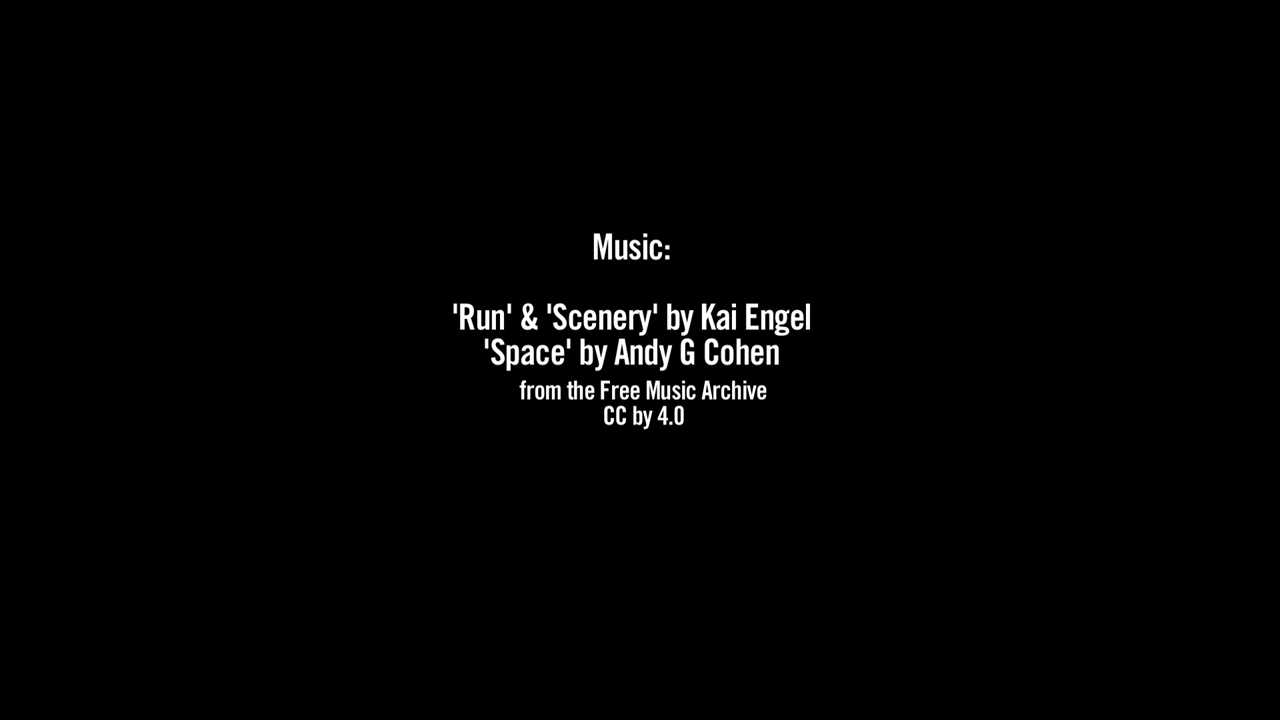 Music:
'Run' & 'Scenery' by Kai Engel
'Space' by Andy G Cohen
from the Free Music Archive
CC by 4.0